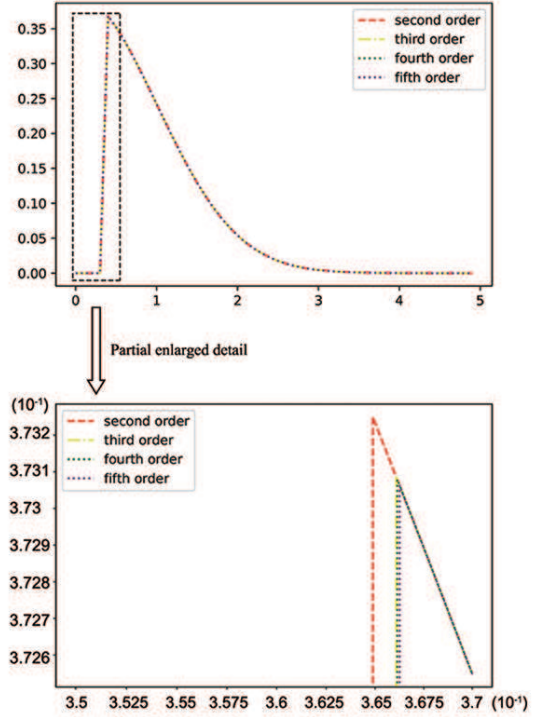 0.35
0.30
0.25
0.20
0.15
0.10
0.05
0.00
second order
third order
fourth order
fifth order
0 1 2 3 4 5
Partial enlarged detail
(10⁻¹)
3.732
3.731
3.73
3.729
3.728
3.727
3.726
second order
third order
fourth order
fifth order
3.5 3.525 3.55 3.575 3.6 3.625 3.65 3.675 3.7 (10⁻¹)